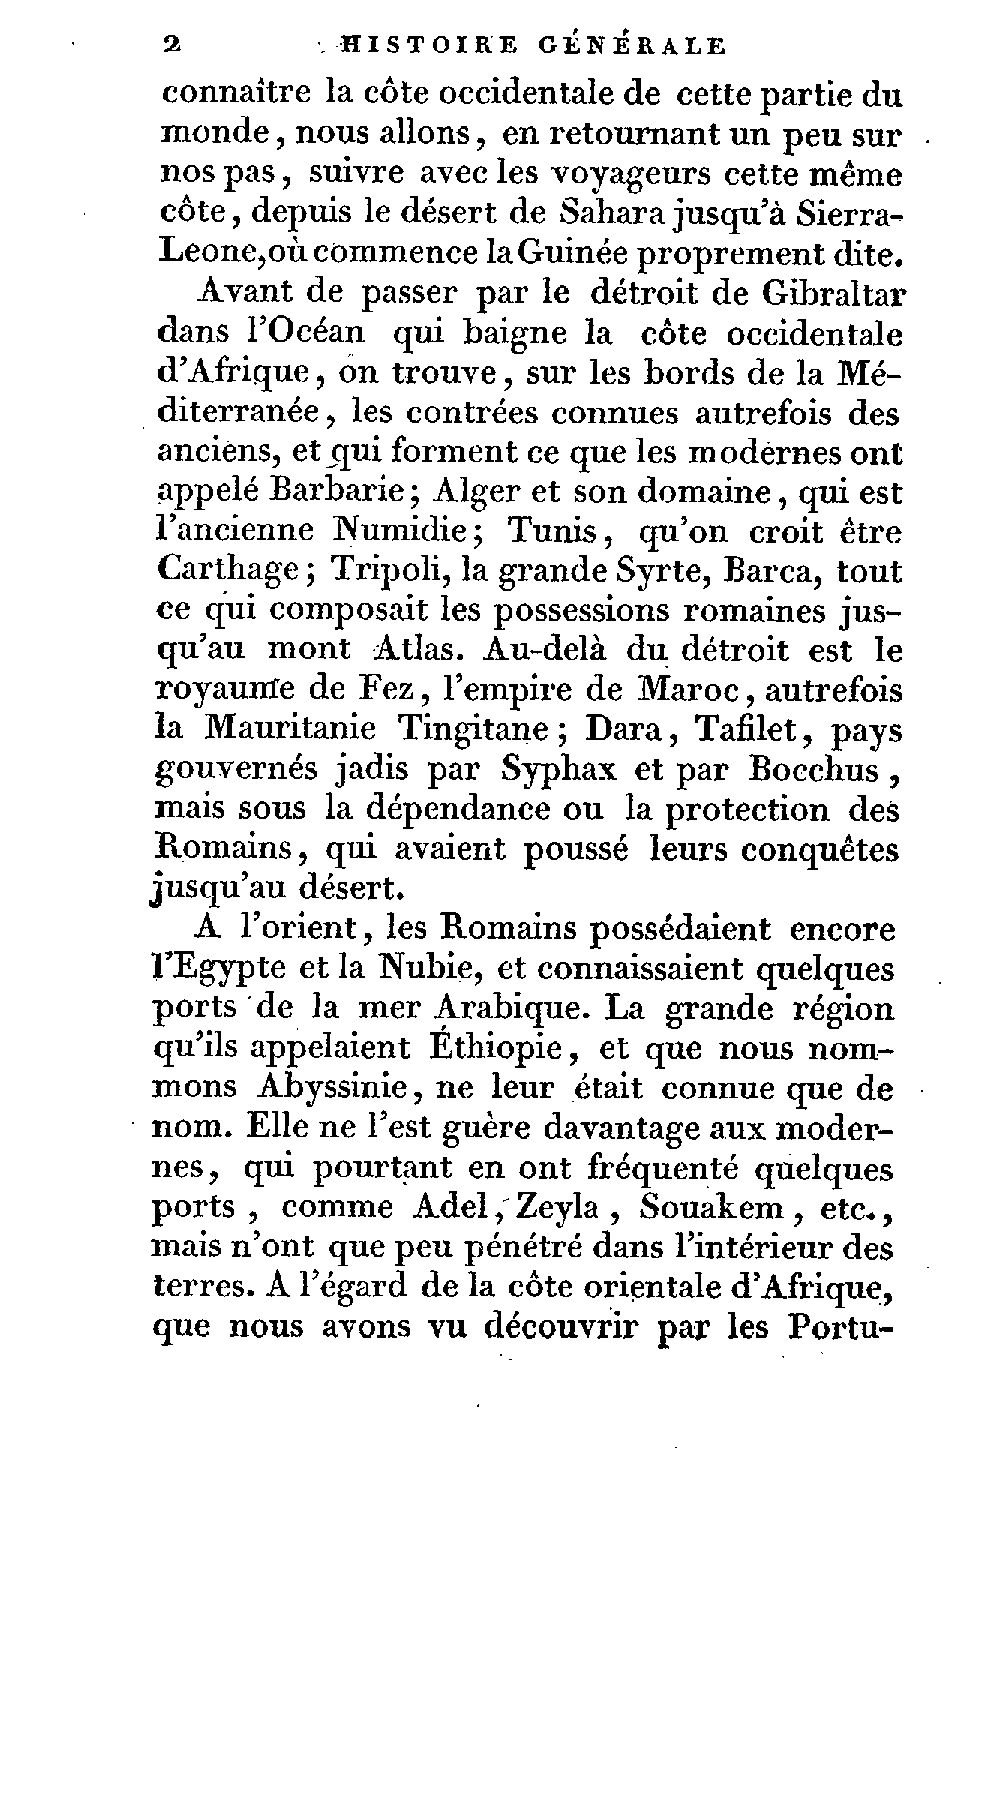 2 HISTOIRE GÉNÉRALE
connaître la côte occidentale de cette partie du
monde, nous allons, en retournant un peu sur
nos pas, suivre avec les voyageurs cette même
côte, depuis le désert de Sahara jusqu'à Sierra-
Leone, où commence la Guinée proprement dite.
Avant de passer par le détroit de Gibraltar
dans l'Océan qui baigne la côte occidentale
d'Afrique, on trouve, sur les bords de la Mé-
diterranée, les contrées connues autrefois des
anciens, et qui forment ce que les modernes ont
appelé Barbarie; Alger et son domaine, qui est
l'ancienne Numidie; Tunis, qu'on croit être
Carthage; Tripoli, la grande Syrte, Barca, tout
ce qui composait les possessions romaines jus-
qu'au mont Atlas. Au-delà du détroit est le
royaume de Fez, l'empire de Maroc, autrefois
la Mauritanie Tingitane; Dara, Tafilet, pays
gouvernés jadis par Syphax et par Bocchus,
mais sous la dépendance ou la protection des
Romains, qui avaient poussé leurs conquêtes
jusqu'au désert.
A l'orient, les Romains possédaient encore
l'Egypte et la Nubie, et connaissaient quelques
ports de la mer Arabique. La grande région
qu'ils appelaient Éthiopie, et que nous nom-
mons Abyssinie, ne leur était connue que de
nom. Elle ne l'est guère davantage aux moder-
nes, qui pourtant en ont fréquenté quelques
ports, comme Adel, Zeyla, Souakem, etc.,
mais n'ont que peu pénétré dans l'intérieur des
terres. A l'égard de la côte orientale d'Afrique,
que nous avons vu découvrir par les Portu-